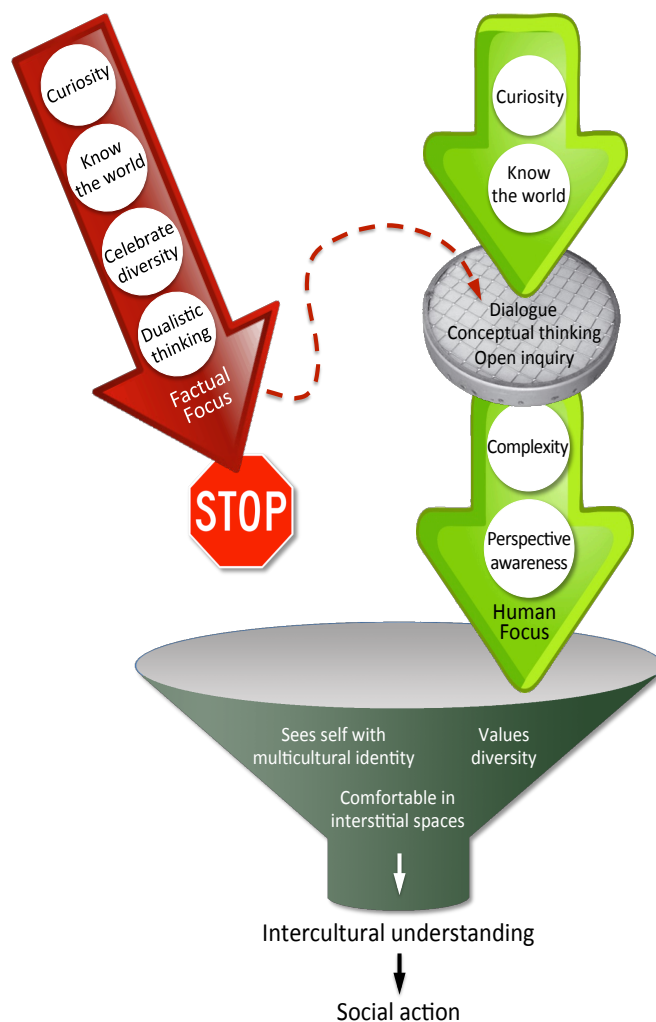 Curiosity
Know
the world
Celebrate
diversity
Dualistic
thinking
Factual
Focus
STOP
Curiosity
Know
the world
Dialogue
Conceptual thinking
Open inquiry
Complexity
Perspective
awareness
Human
Focus
Sees self with
multicultural identity
Values
diversity
Comfortable in
interstitial spaces
Intercultural understanding
Social action